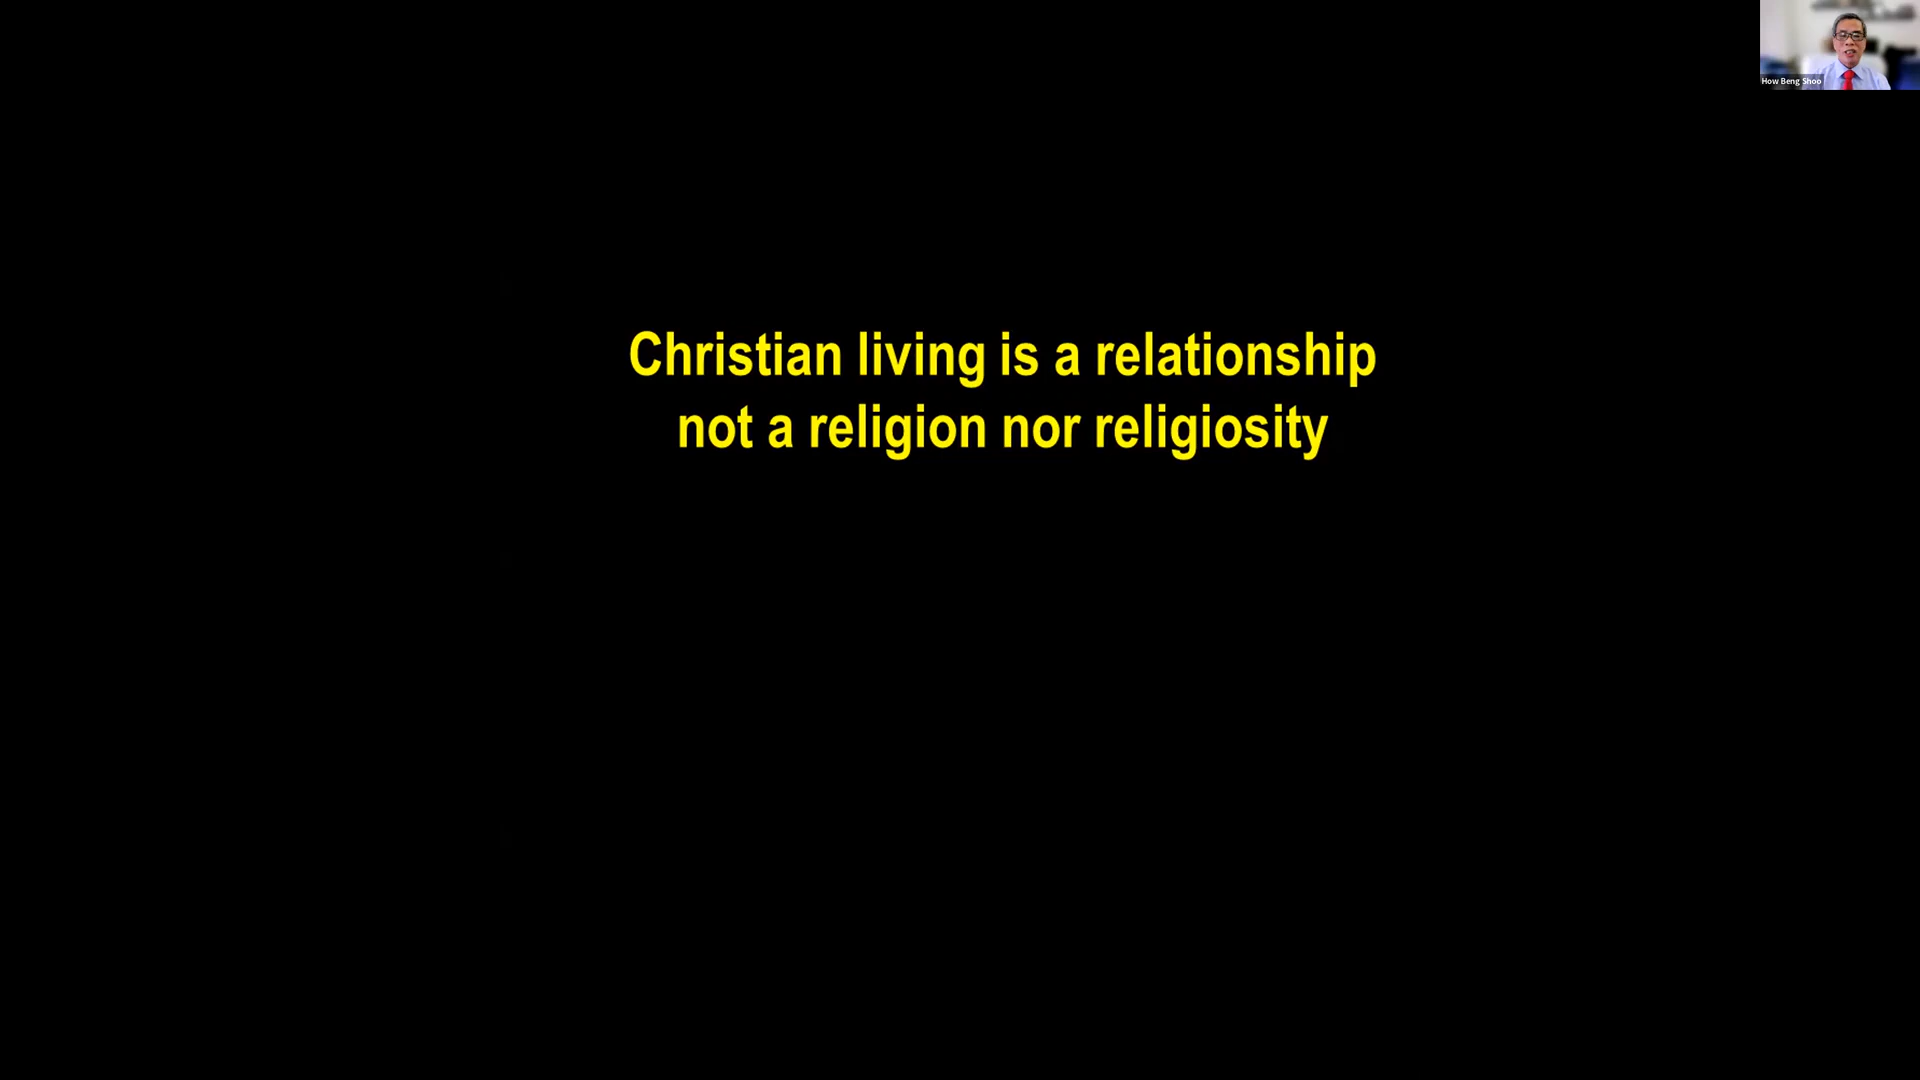 How Beng Shoo
Christian living is a relationship
not a religion nor religiosity